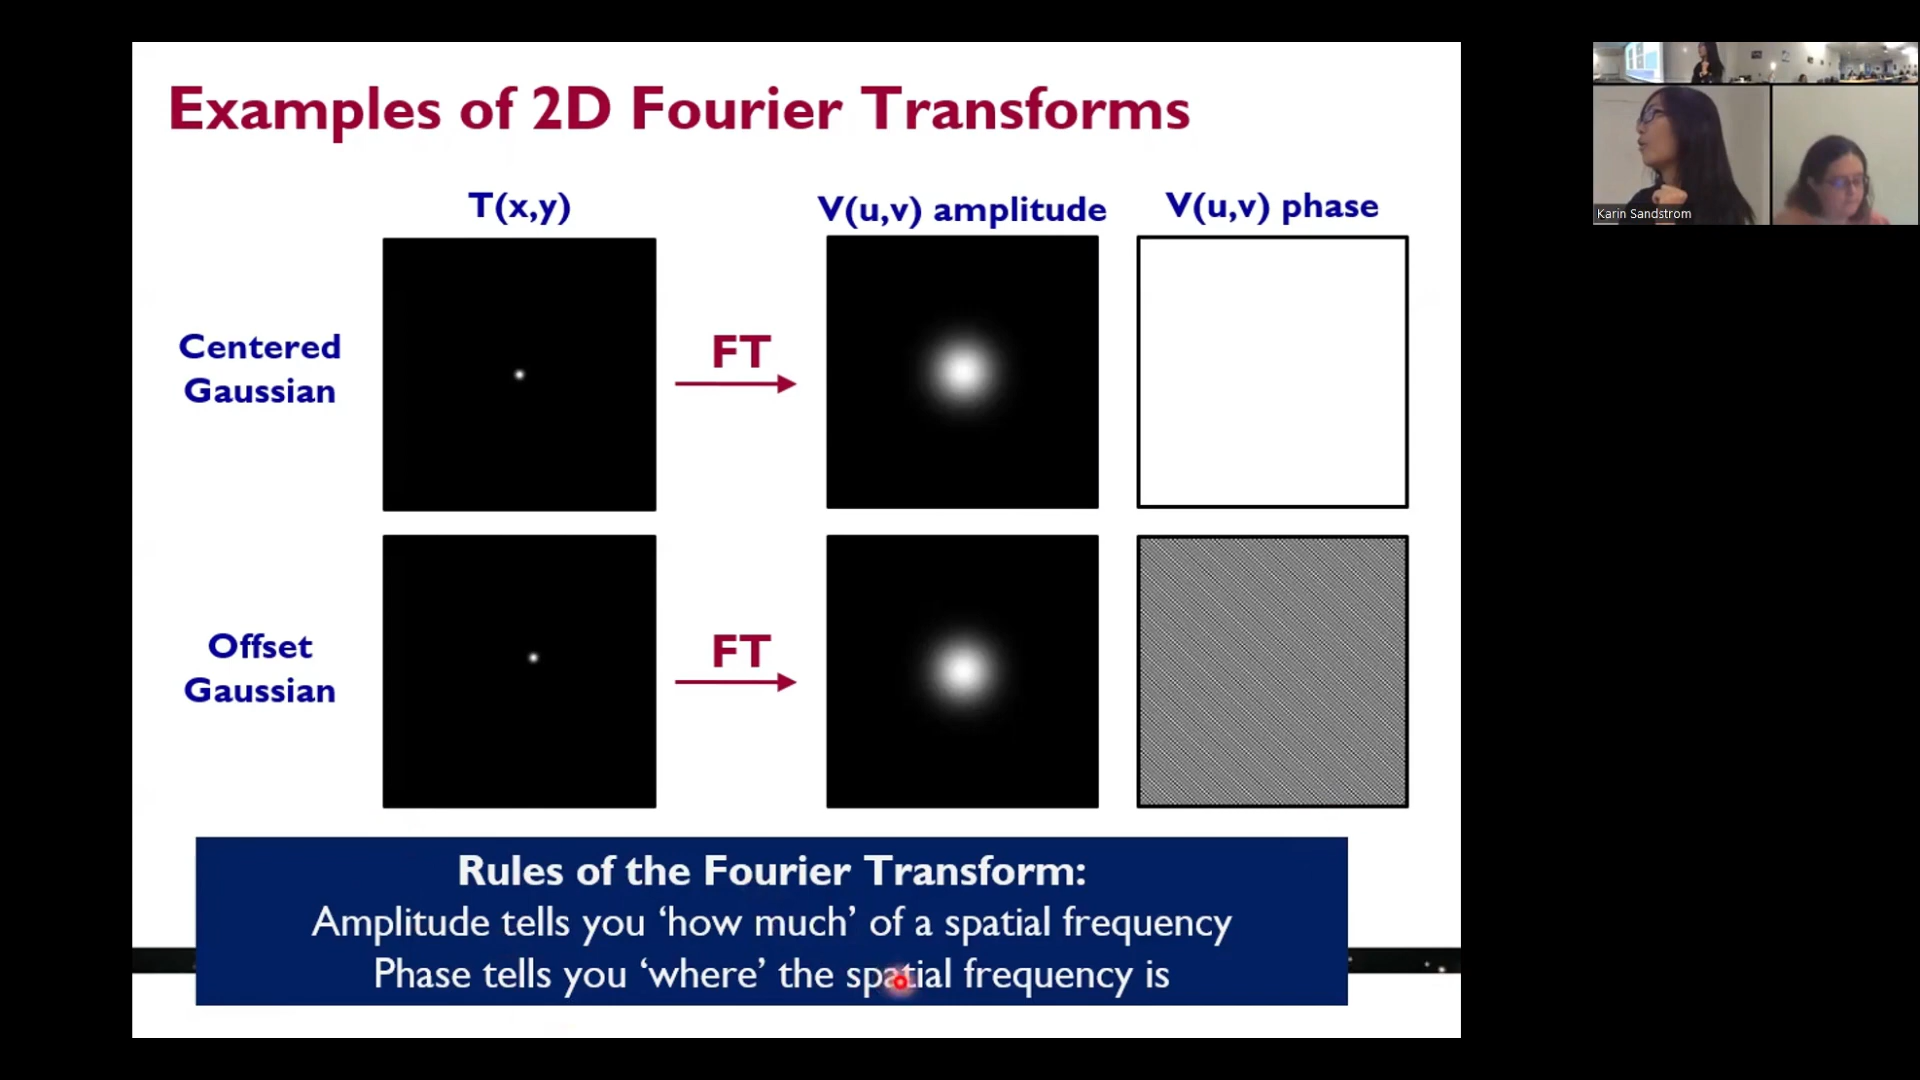 Examples of 2D Fourier Transforms
T(x,y)
V(u,v) amplitude
V(u,v) phase
Centered
Gaussian
FT
Offset
Gaussian
FT
Rules of the Fourier Transform:
Amplitude tells you ‘how much’ of a spatial frequency
Phase tells you ‘where’ the spatial frequency is
Karin Sandstrom